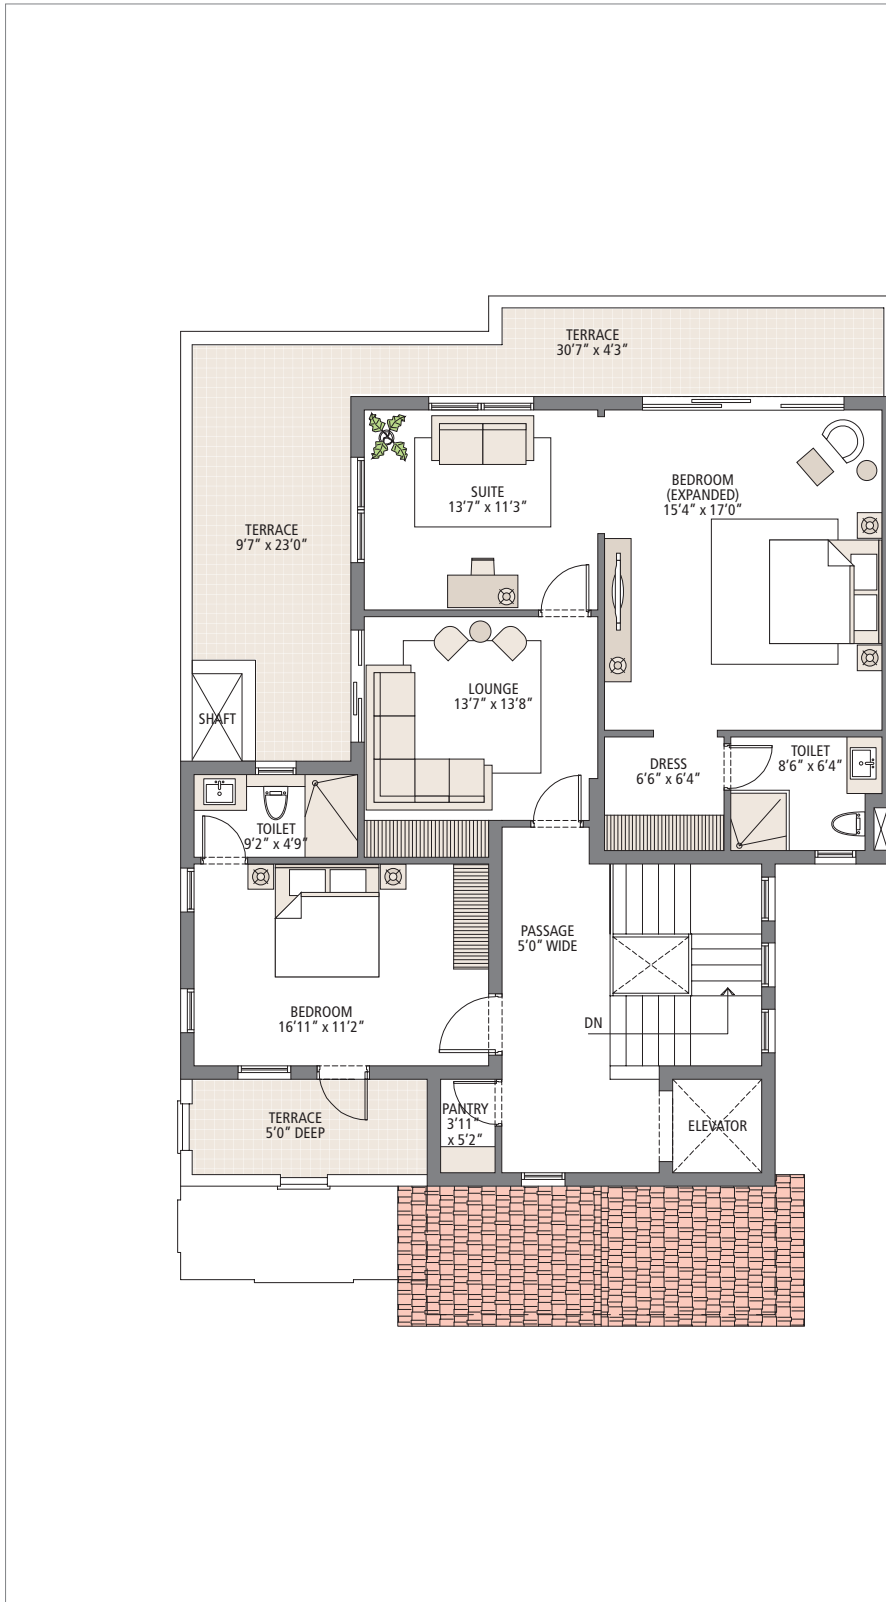 TERRACE
30'7" x 4'3"
BEDROOM
(EXPANDED)
15'4" x 17'0"
SUITE
13'7" x 11'3"
TERRACE
9'7" x 23'0"
LOUNGE
13'7" x 13'8"
SHAFT
DRESS
6'6" x 6'4"
TOILET
8'6" x 6'4"
TOILET
9'2" x 4'9"
PASSAGE
5'0" WIDE
BEDROOM
16'11" x 11'2"
DN
PANTRY
3'11"
x 5'2"
TERRACE
5'0" DEEP
ELEVATOR